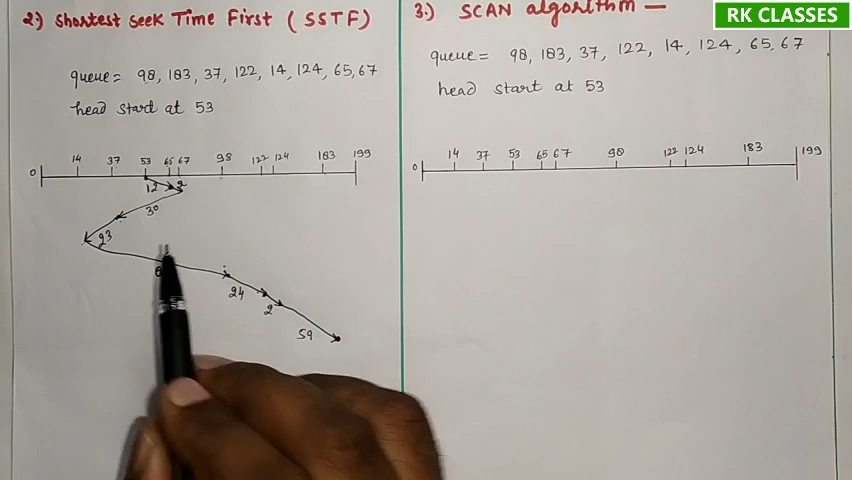 RK CLASSES
2.) Shortest Seek Time First (SSTF)
queue = 98, 183, 37, 122, 14, 124, 65, 67
head start at 53
0 14 37 53 65 67 98 122 124 183 199
12 2
30
23
24
2
59
3.) SCAN algorithm —
queue = 98, 183, 37, 122, 14, 124, 65, 67
head start at 53
0 14 37 53 65 67 98 122 124 183 199